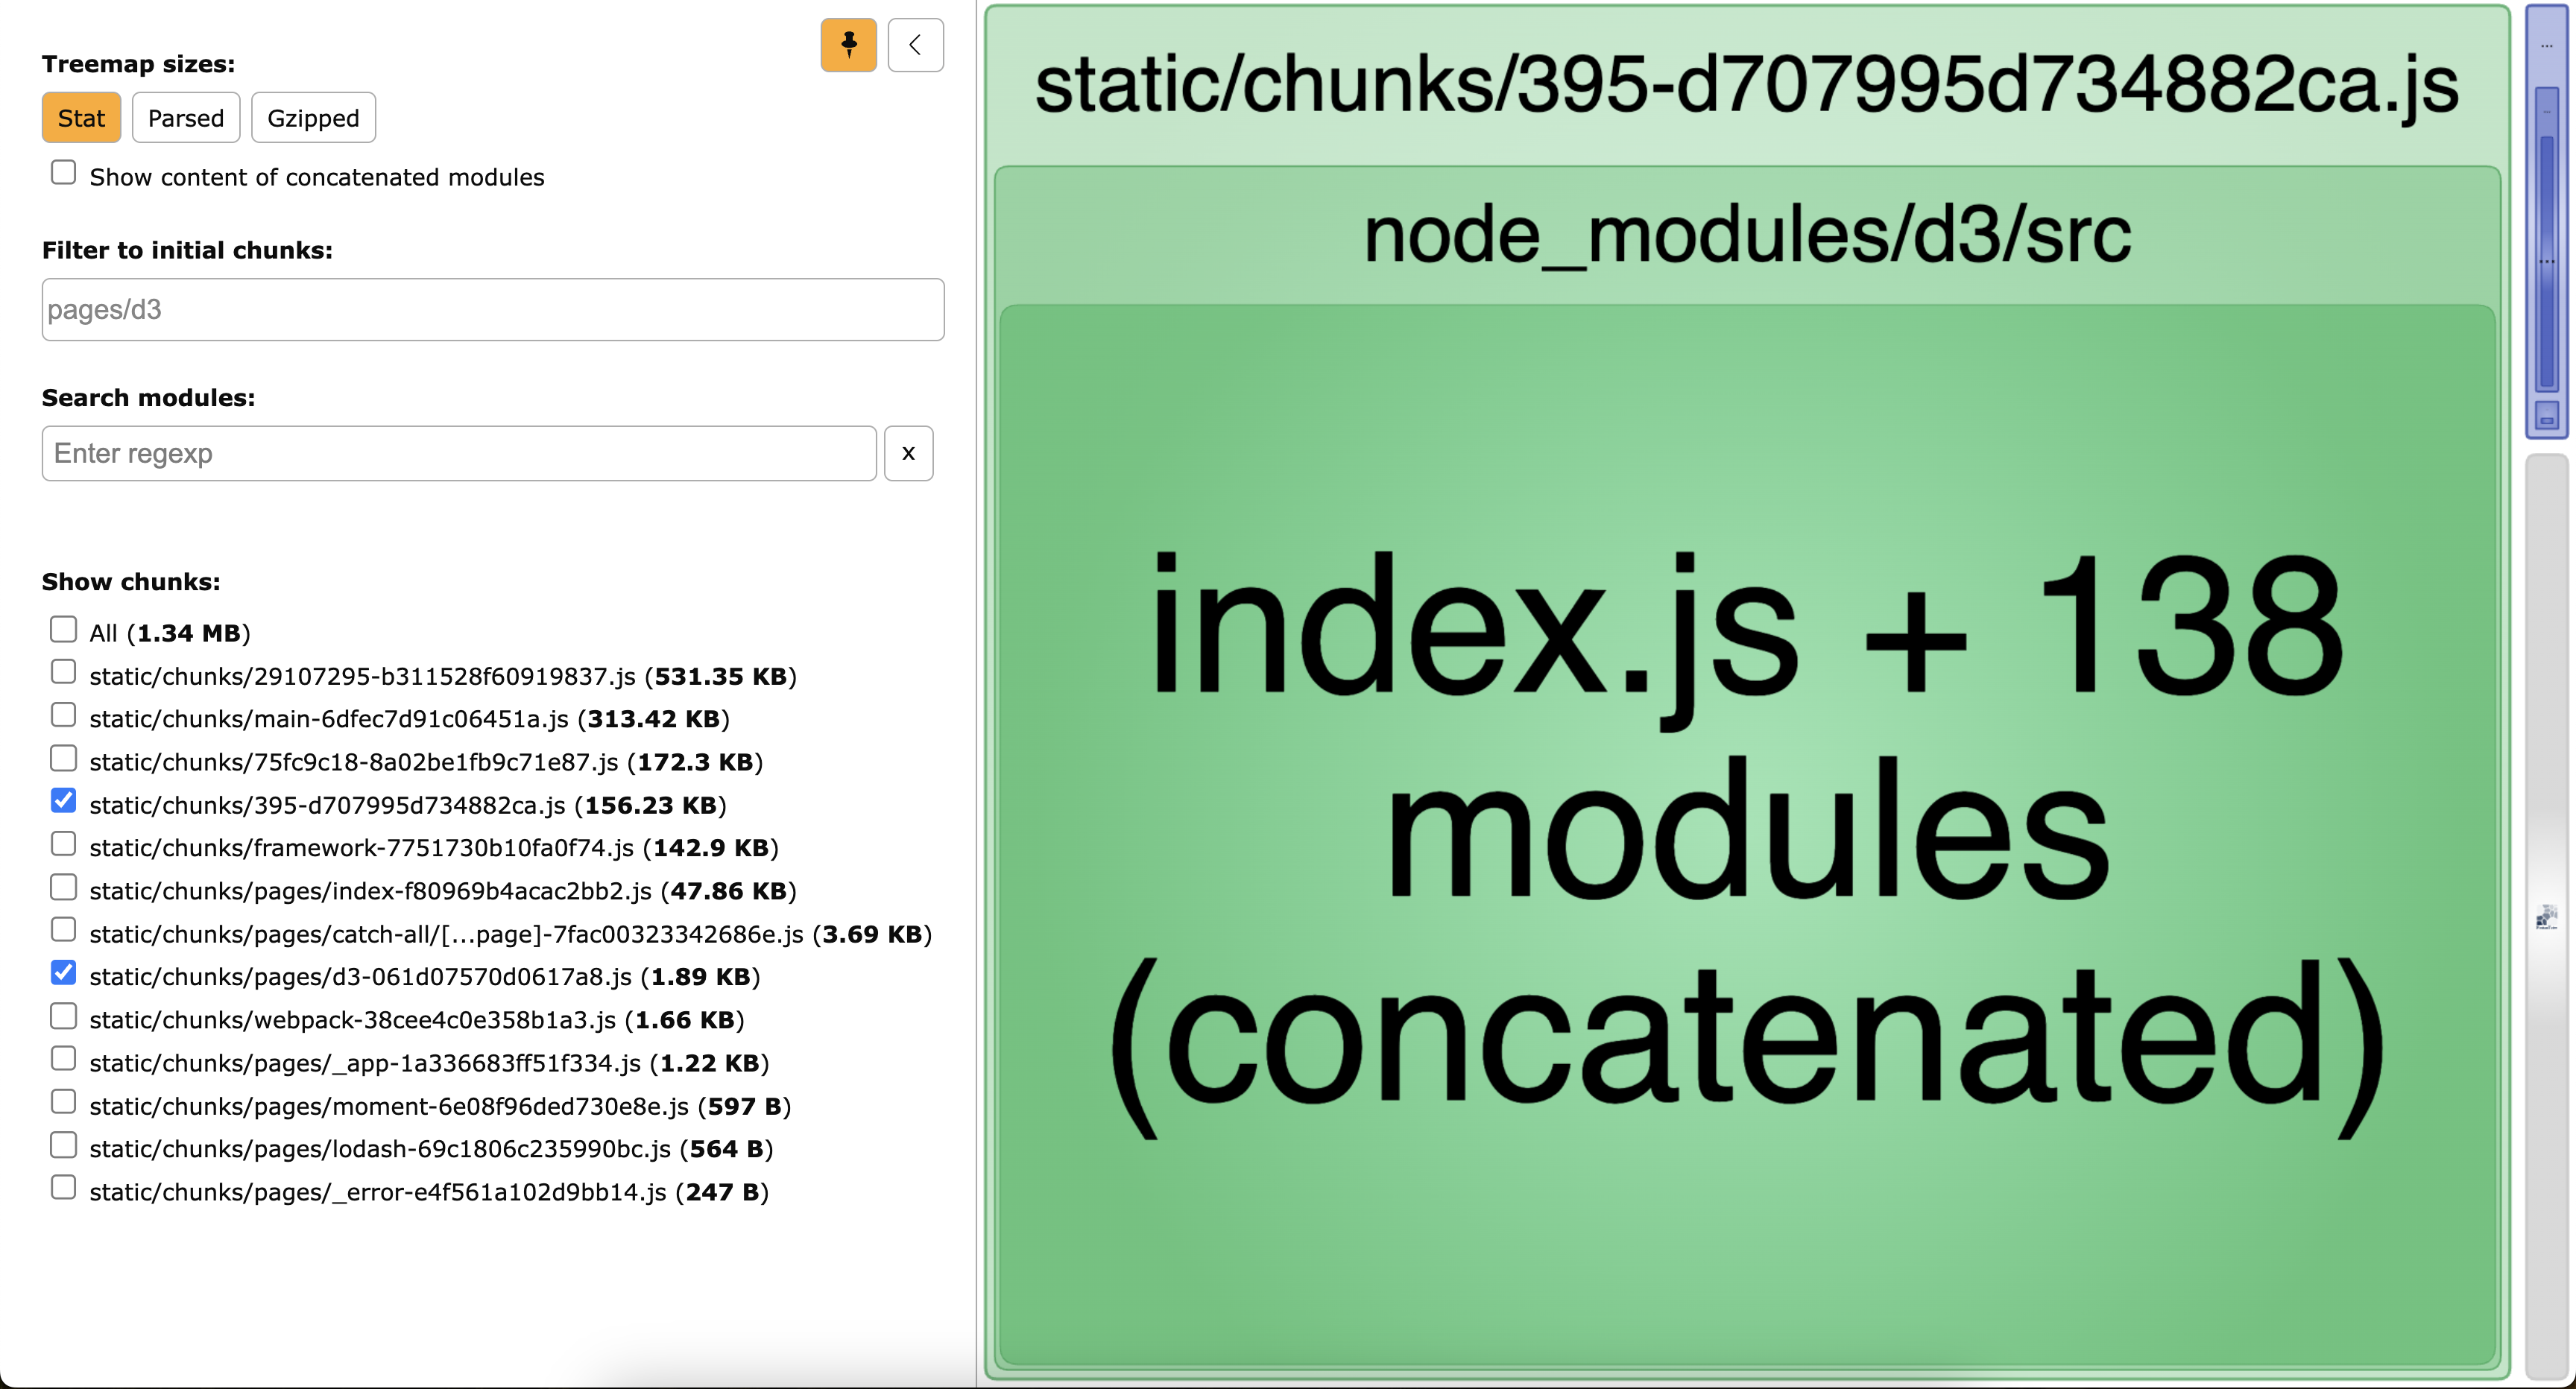 Treemap sizes:
Stat
Parsed
Gzipped
Show content of concatenated modules
Filter to initial chunks:
pages/d3
Search modules:
Enter regexp
x
Show chunks:
All (1.34 MB)
static/chunks/29107295-b311528f60919837.js (531.35 KB)
static/chunks/main-6dfec7d91c06451a.js (313.42 KB)
static/chunks/75fc9c18-8a02be1fb9c71e87.js (172.3 KB)
static/chunks/395-d707995d734882ca.js (156.23 KB)
static/chunks/framework-7751730b10fa0f74.js (142.9 KB)
static/chunks/pages/index-f80969b4acac2bb2.js (47.86 KB)
static/chunks/pages/catch-all/[...page]-7fac00323342686e.js (3.69 KB)
static/chunks/pages/d3-061d07570d0617a8.js (1.89 KB)
static/chunks/webpack-38cee4c0e358b1a3.js (1.66 KB)
static/chunks/pages/_app-1a336683ff51f334.js (1.22 KB)
static/chunks/pages/moment-6e08f96ded730e8e.js (597 B)
static/chunks/pages/lodash-69c1806c235990bc.js (564 B)
static/chunks/pages/_error-e4f561a102d9bb14.js (247 B)
static/chunks/395-d707995d734882ca.js
node_modules/d3/src
index.js + 138
modules
(concatenated)
...
...
...